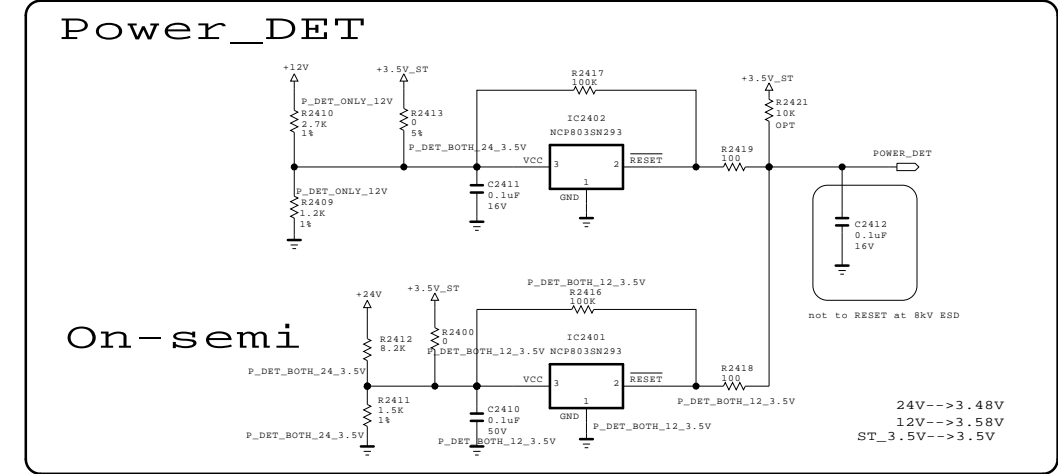 Power_DET
+12V
+3.5V_ST
R2417
100K
+3.5V_ST
P_DET_ONLY_12V
R2410
2.7K
1%
R2413
0
5%
IC2402
NCP803SN293
R2421
10K
OPT
P_DET_BOTH_24_3.5V
VCC
3
2
RESET
R2419
100
POWER_DET
1
GND
P_DET_ONLY_12V
R2409
1.2K
1%
C2411
0.1uF
16V
C2412
0.1uF
16V
not to RESET at 8kV ESD
On-semi
+24V
+3.5V_ST
P_DET_BOTH_12_3.5V
R2416
100K
R2412
8.2K
R2400
0
P_DET_BOTH_12_3.5V
IC2401
NCP803SN293
P_DET_BOTH_24_3.5V
VCC
3
2
RESET
R2418
100
P_DET_BOTH_12_3.5V
1
GND
P_DET_BOTH_12_3.5V
R2411
1.5K
1%
P_DET_BOTH_24_3.5V
C2410
0.1uF
50V
P_DET_BOTH_12_3.5V
24V-->3.48V
12V-->3.58V
ST_3.5V-->3.5V